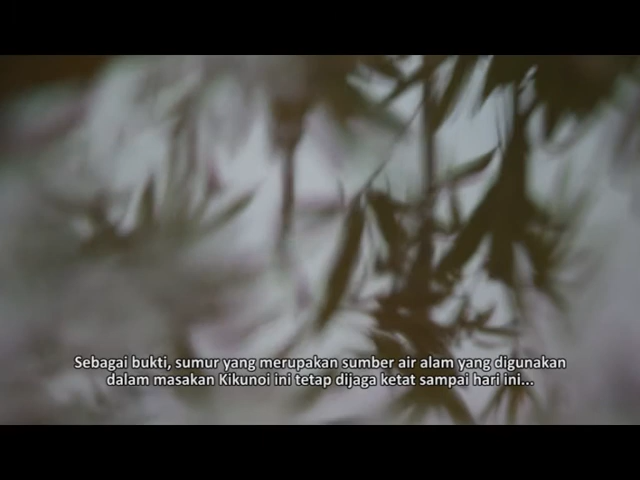 Sebagai bukti, sumur yang merupakan sumber air alam yang digunakan
dalam masakan Kikunoi ini tetap dijaga ketat sampai hari ini...